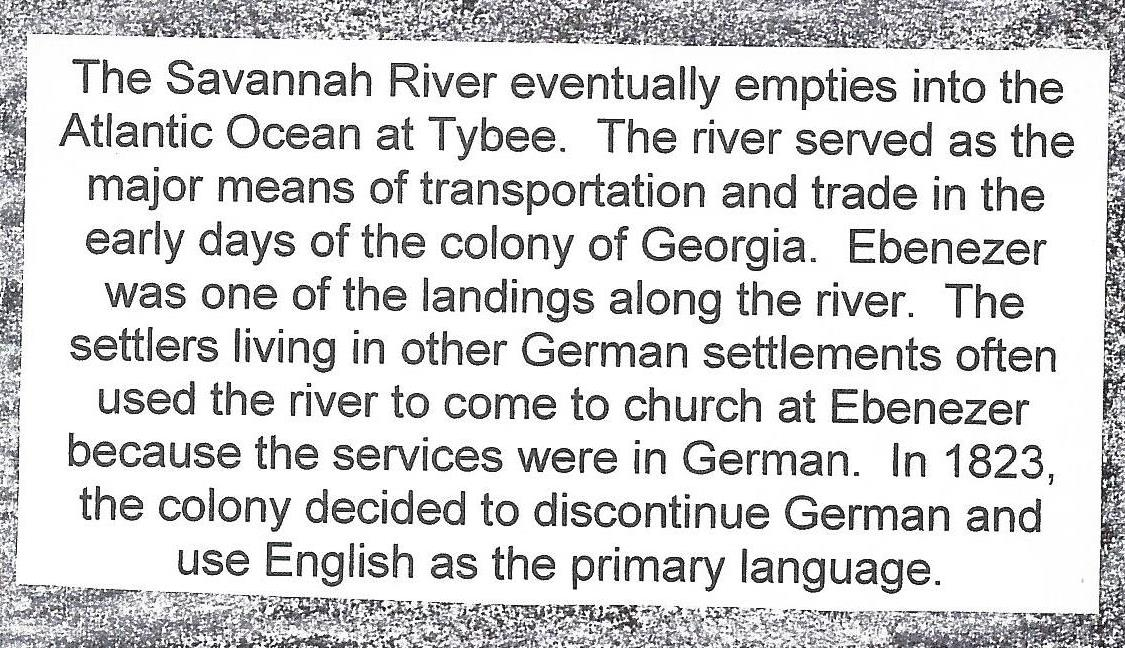 The Savannah River eventually empties into the
Atlantic Ocean at Tybee.  The river served as the
major means of transportation and trade in the
early days of the colony of Georgia.  Ebenezer
was one of the landings along the river.  The
settlers living in other German settlements often
used the river to come to church at Ebenezer
because the services were in German.  In 1823,
the colony decided to discontinue German and
use English as the primary language.